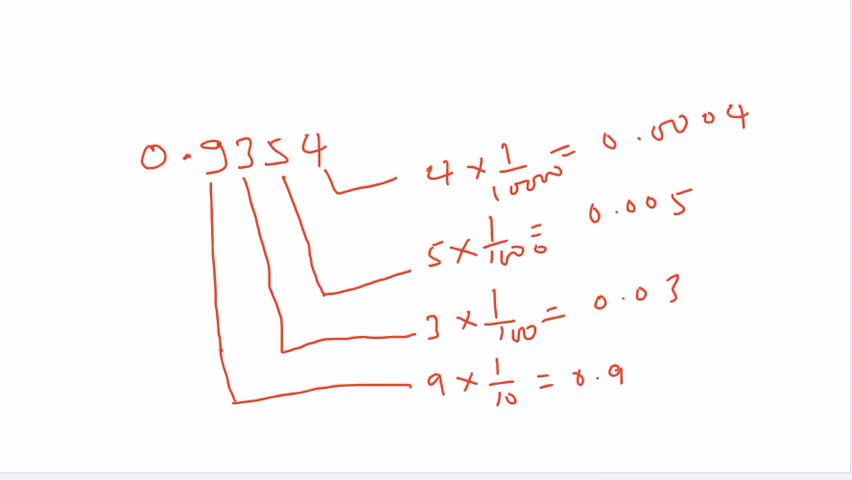 0.9354
4 × 1/10000 = 0.0004
5 × 1/1000 = 0.005
3 × 1/100 = 0.03
9 × 1/10 = 0.9